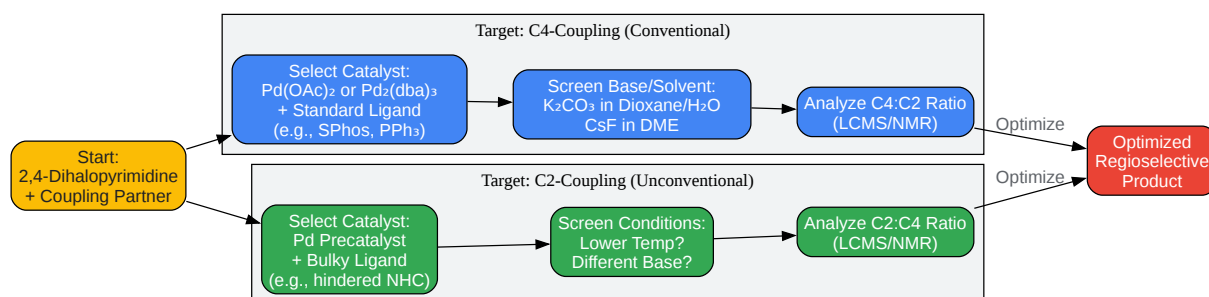 Target: C4-Coupling (Conventional)
Select Catalyst:
Pd(OAc)₂ or Pd₂(dba)₃
+ Standard Ligand
(e.g., SPhos, PPh₃)
Screen Base/Solvent:
K₂CO₃ in Dioxane/H₂O
CsF in DME
Analyze C4:C2 Ratio
(LCMS/NMR)
Optimize
Start:
2,4-Dihalopyrimidine
+ Coupling Partner
Optimized
Regioselective
Product
Target: C2-Coupling (Unconventional)
Select Catalyst:
Pd Precatalyst
+ Bulky Ligand
(e.g., hindered NHC)
Screen Conditions:
Lower Temp?
Different Base?
Analyze C2:C4 Ratio
(LCMS/NMR)
Optimize